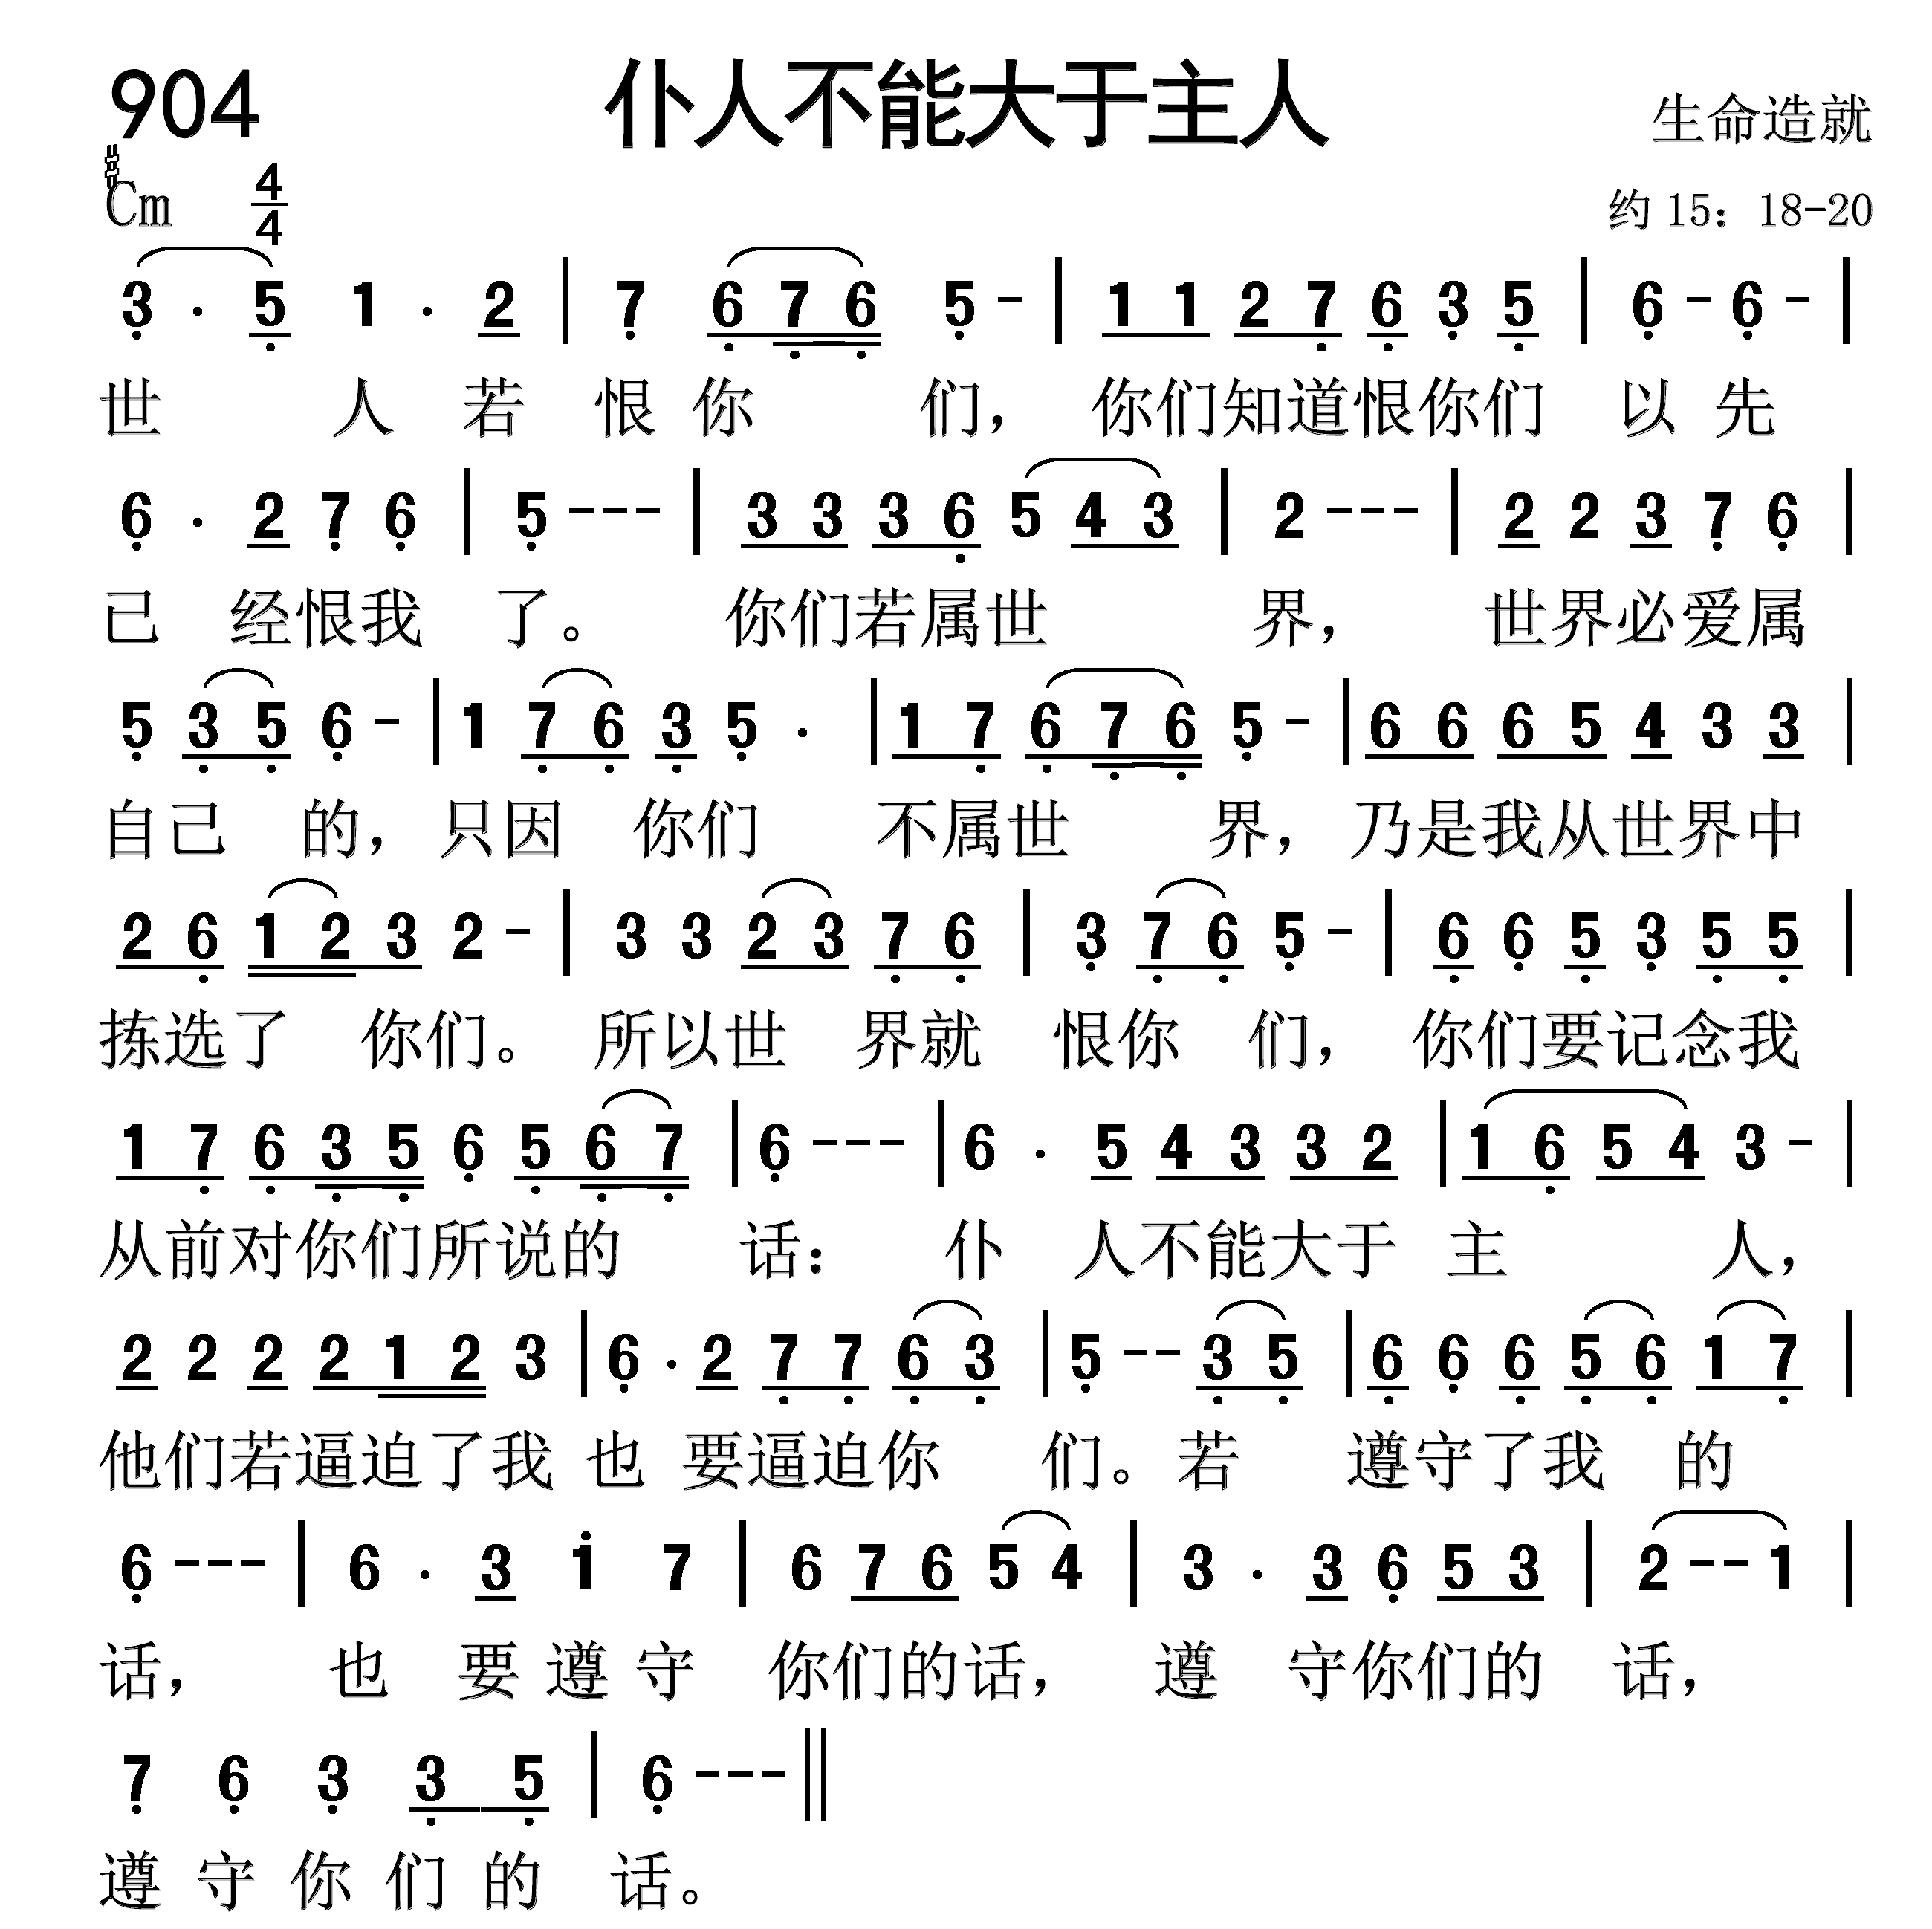 904 仆人不能大于主人 生命造就
#Cm 4/4 约15：18-20
3 · 5 1 · 2 | 7 6 7 6 5 - | 1 1 2 7 6 3 5 | 6 - 6 - |
世 人 若 恨 你 们， 你们知道恨你们 以 先
6 · 2 7 6 | 5 - - - | 3 3 3 6 5 4 3 | 2 - - - | 2 2 3 7 6 |
已 经恨我 了。 你们若属世 界， 世界必爱属
5 3 5 6 - | 1 7 6 3 5 · | 1 7 6 7 6 5 - | 6 6 6 5 4 3 3 |
自己 的，只因 你们 不属世 界，乃是我从世界中
2 6 1 2 3 2 - | 3 3 2 3 7 6 | 3 7 6 5 - | 6 6 5 3 5 5 |
拣选了 你们。 所以世 界就 恨你 们， 你们要记念我
1 7 6 3 5 6 5 6 7 | 6 - - - | 6 · 5 4 3 3 2 | 1 6 5 4 3 - |
从前对你们所说的 话： 仆 人不能大于 主 人，
2 2 2 2 1 2 3 | 6 · 2 7 7 6 3 | 5 - - 3 5 | 6 6 6 5 6 1 7 |
他们若逼迫了我 也 要逼迫你 们。若 遵守了我 的
6 - - - | 6 · 3 1 7 | 6 7 6 5 4 | 3 · 3 6 5 3 | 2 - - 1 |
话， 也 要 遵 守 你们的话， 遵 守你们的 话，
7 6 3 3 5 | 6 - - - ||
遵 守 你 们 的 话。